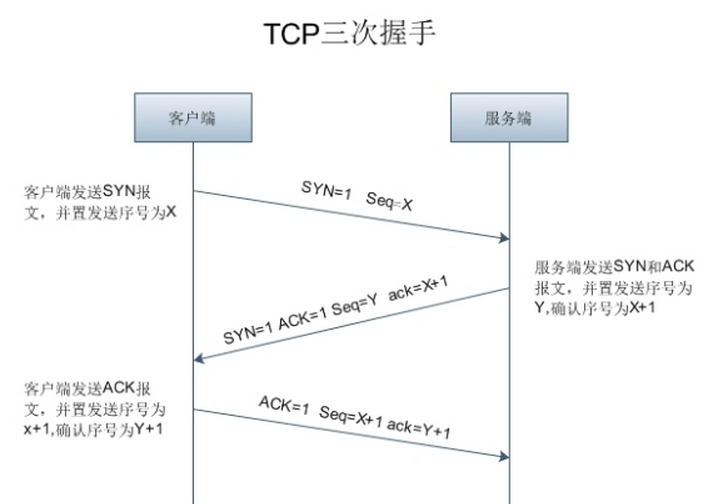 TCP三次握手
客户端
服务端
客户端发送SYN报
文，并置发送序号为X
SYN=1 Seq=X
服务端发送SYN和ACK
报文，并置发送序号为
Y,确认序号为X+1
SYN=1 ACK=1 Seq=Y ack=X+1
客户端发送ACK报
文，并置发送序号为
x+1,确认序号为Y+1
ACK=1 Seq=X+1 ack=Y+1